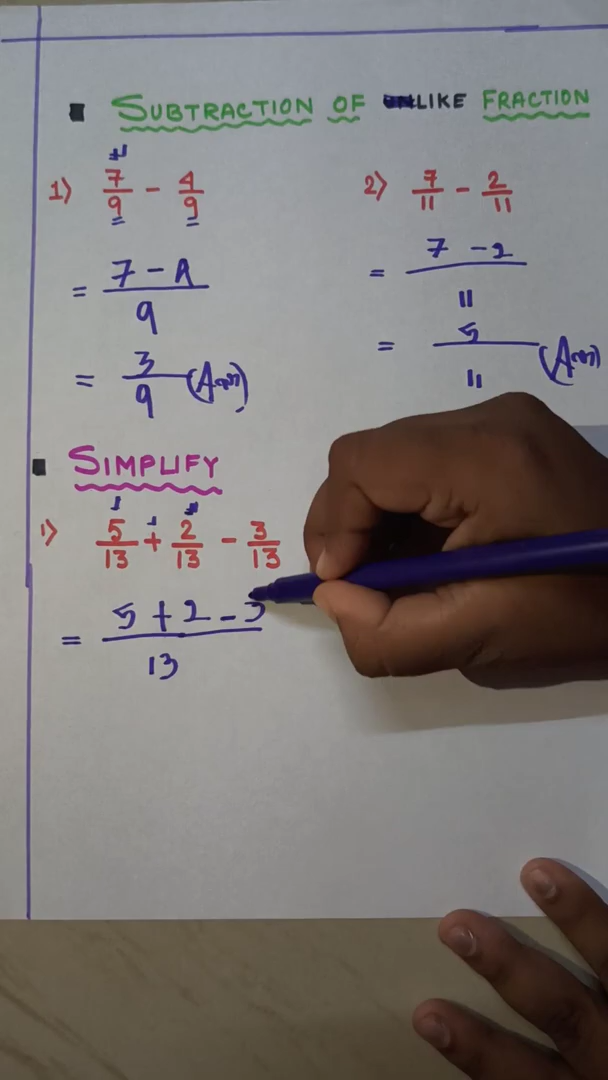 SUBTRACTION OF LIKE FRACTION
1) 7/9 - 4/9
= 7 - 4 / 9
= 3/9 (Ans)
2) 7/11 - 2/11
= 7 - 2 / 11
= 5/11 (Ans)
SIMPLIFY
1) 5/13 + 2/13 - 3/13
= 5 + 2 - 3 / 13